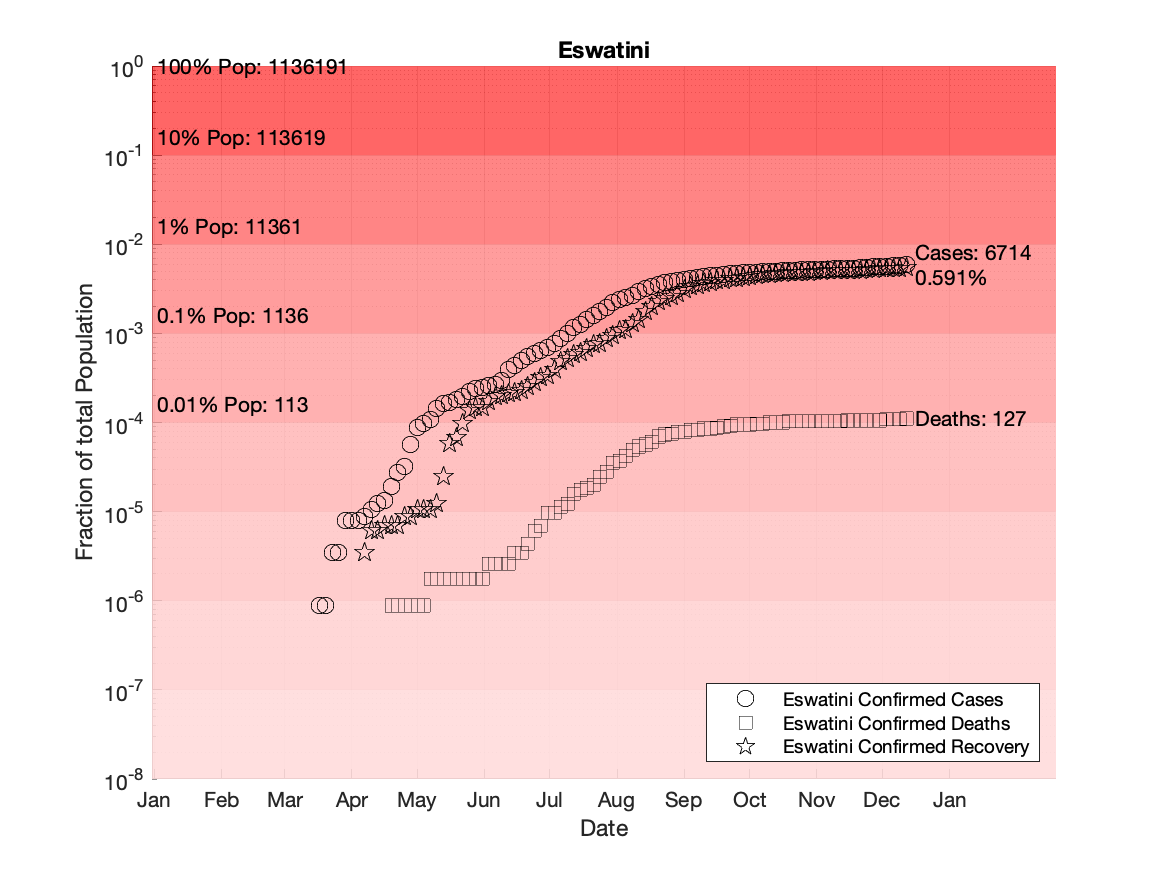 Eswatini
10^0
100% Pop: 1136191
10% Pop: 113619
10^-1
1% Pop: 11361
10^-2
Cases: 6714
0.591%
0.1% Pop: 1136
10^-3
0.01% Pop: 113
10^-4
Deaths: 127
10^-5
10^-6
10^-7
10^-8
Fraction of total Population
Eswatini Confirmed Cases
Eswatini Confirmed Deaths
Eswatini Confirmed Recovery
Jan Feb Mar Apr May Jun Jul Aug Sep Oct Nov Dec Jan
Date